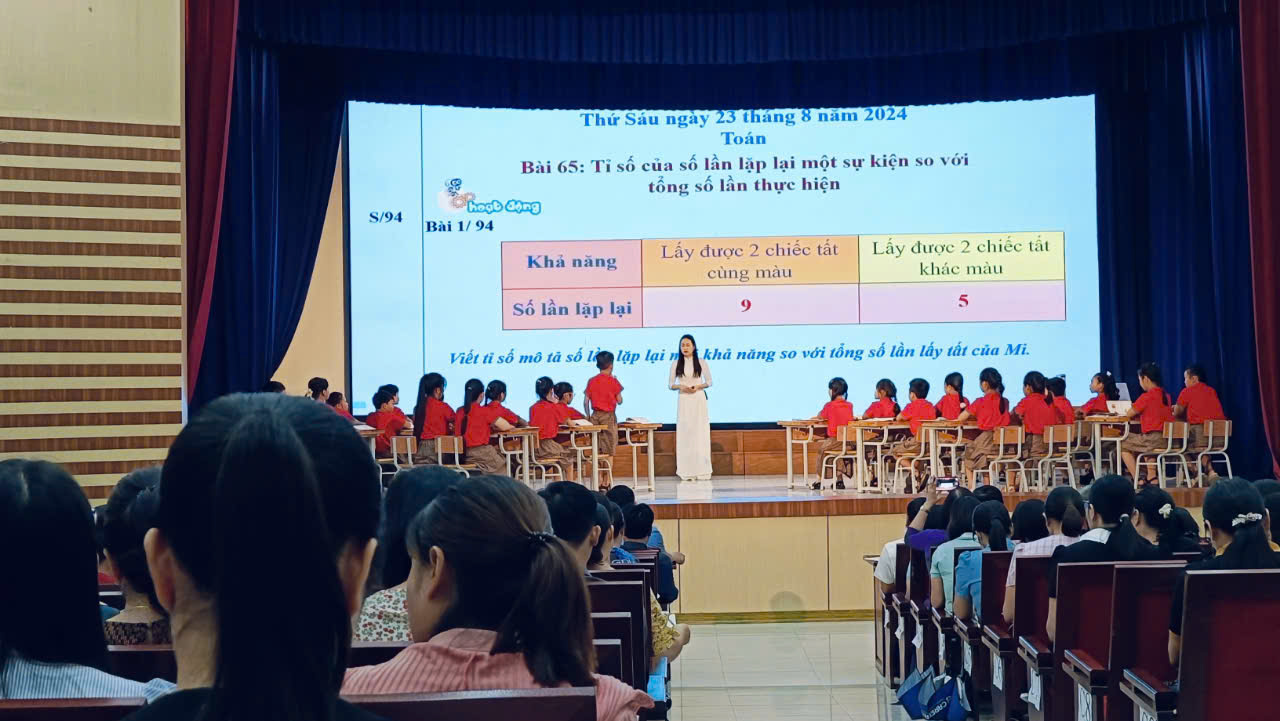 Thứ Sáu ngày 23 tháng 8 năm 2024
Toán
Bài 65: Tỉ số của số lần lặp lại một sự kiện so với
tổng số lần thực hiện
hoạt động
S/94
Bài 1/ 94
Khả năng
Lấy được 2 chiếc tất
cùng màu
Lấy được 2 chiếc tất
khác màu
Số lần lặp lại
9
5
Viết tỉ số mô tả số lần lặp lại khả năng so với tổng số lần lấy tất của Mi.